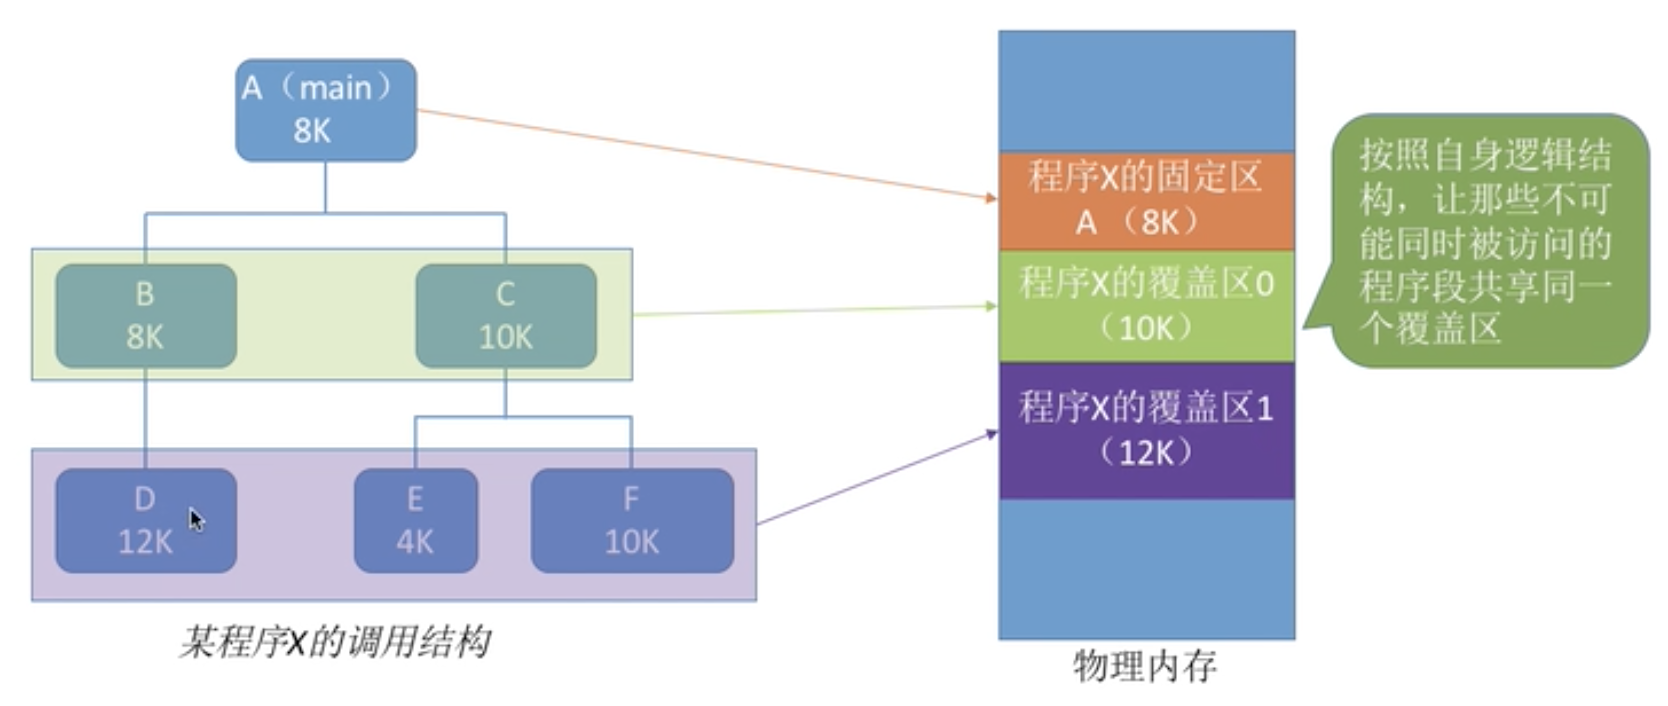 A（main）
8K
B
8K
C
10K
D
12K
E
4K
F
10K
某程序X的调用结构
程序X的固定区
A （8K）
程序X的覆盖区0
（10K）
程序X的覆盖区1
（12K）
物理内存
按照自身逻辑结
构，让那些不可
能同时被访问的
程序段共享同一
个覆盖区